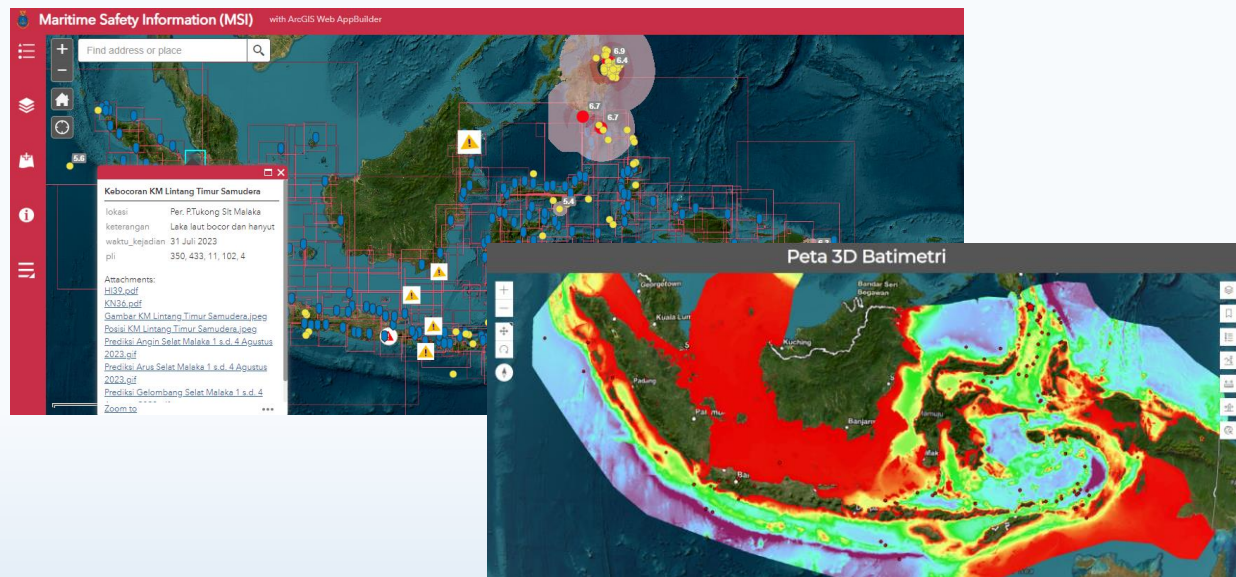 Maritime Safety Information (MSI) with ArcGIS Web AppBuilder
Find address or place
6.9
6.4
6.7
6.7
5.6
5.4
Kebocoran KM Lintang Timur Samudera
lokasi Per. P.Tukong Slt Malaka
keterangan Laka laut bocor dan hanyut
waktu_kejadian 31 Juli 2023
pli 350, 433, 11, 102, 4
Attachments:
HI39.pdf
KN36.pdf
Gambar KM Lintang Timur Samudera.jpeg
Posisi KM Lintang Timur Samudera.jpeg
Prediksi Angin Selat Malaka 1 s.d. 4 Agustus
2023.gif
Prediksi Arus Selat Malaka 1 s.d. 4 Agustus
2023.gif
Prediksi Gelombang Selat Malaka 1 s.d. 4
Zoom to
Peta 3D Batimetri
Georgetown
Bandar Seri
Begawan
Kuala Lum
Kuching
Padang
Banjarm